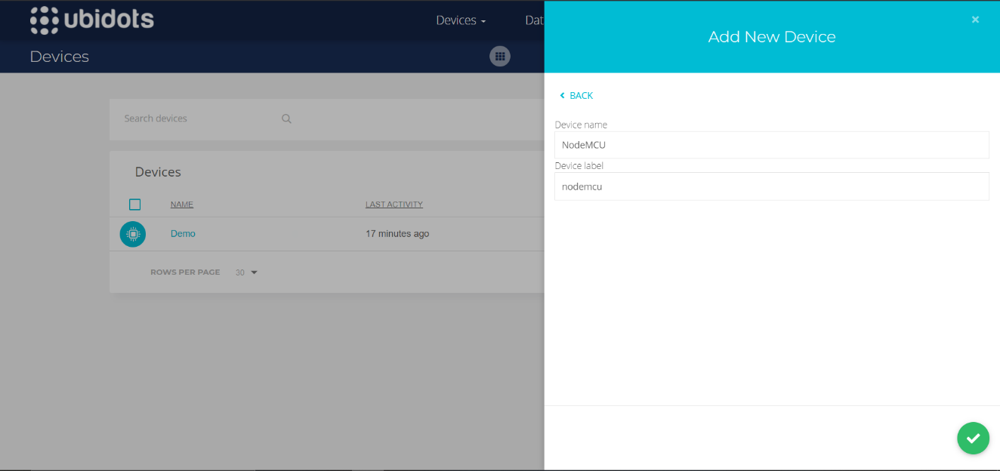 ubidots
Devices
Dat
Devices
Search devices
Devices
NAME
LAST ACTIVITY
Demo
17 minutes ago
ROWS PER PAGE 30
Add New Device
BACK
Device name
NodeMCU
Device label
nodemcu